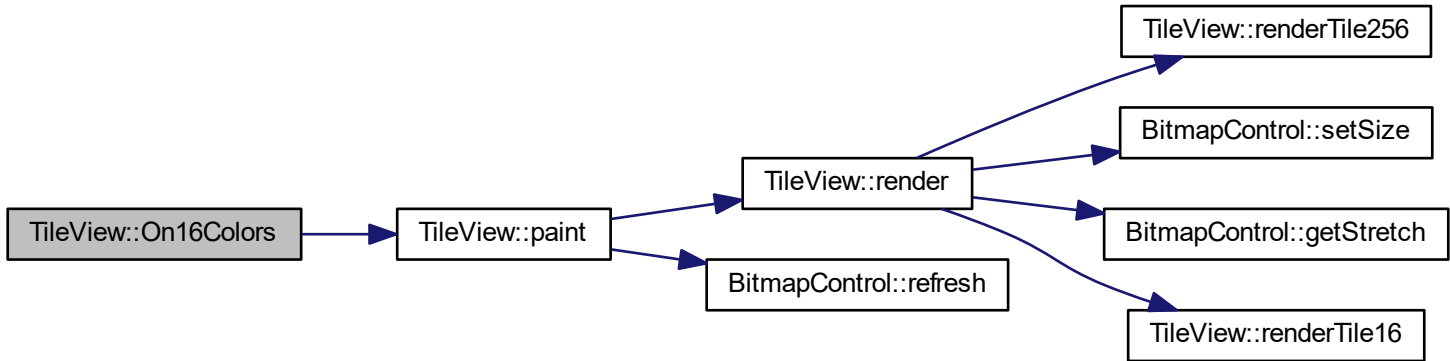 TileView::renderTile256
BitmapControl::setSize
TileView::render
TileView::On16Colors
TileView::paint
BitmapControl::getStretch
BitmapControl::refresh
TileView::renderTile16